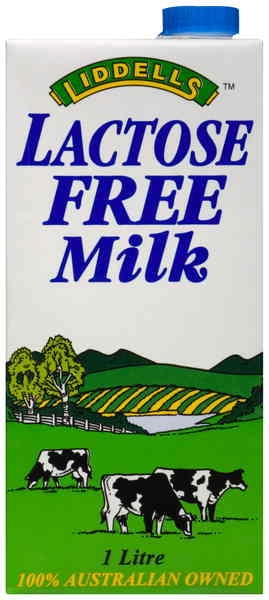 LIDDELLS TM
LACTOSE
FREE
Milk
1 Litre
100% AUSTRALIAN OWNED